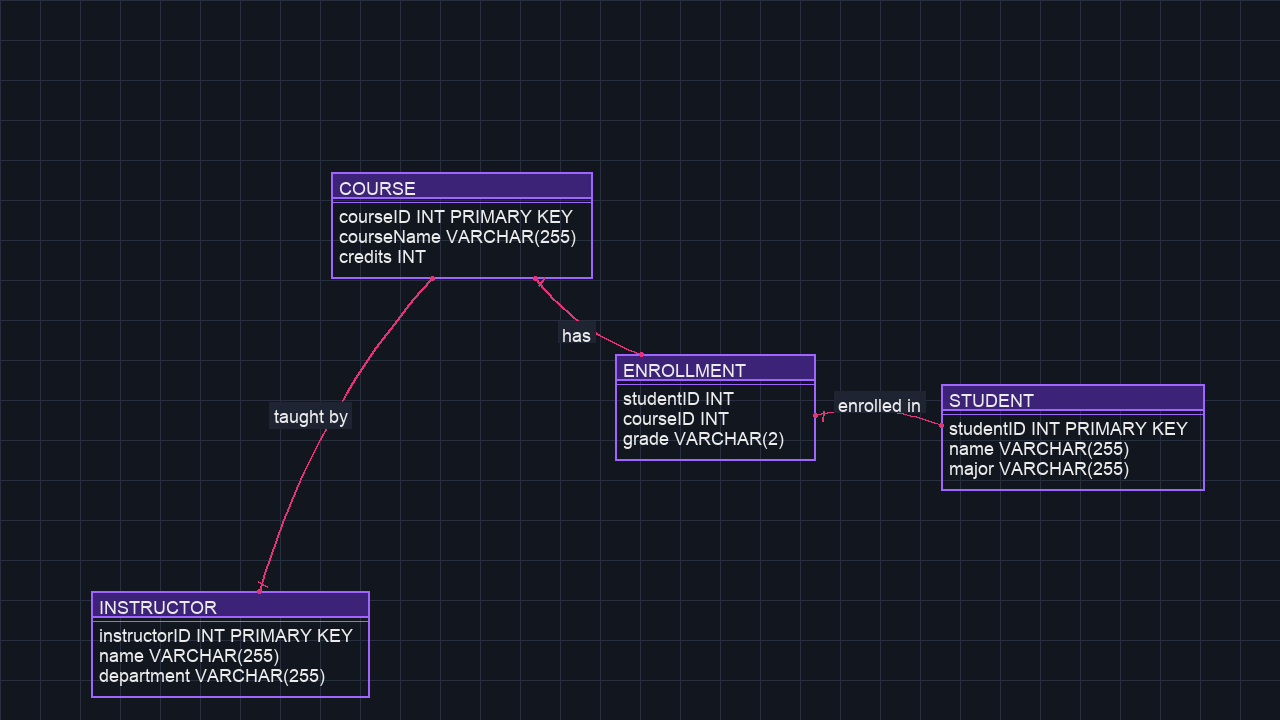 COURSE
courseID INT PRIMARY KEY
courseName VARCHAR(255)
credits INT
has
ENROLLMENT
studentID INT
courseID INT
grade VARCHAR(2)
enrolled in
STUDENT
studentID INT PRIMARY KEY
name VARCHAR(255)
major VARCHAR(255)
taught by
INSTRUCTOR
instructorID INT PRIMARY KEY
name VARCHAR(255)
department VARCHAR(255)